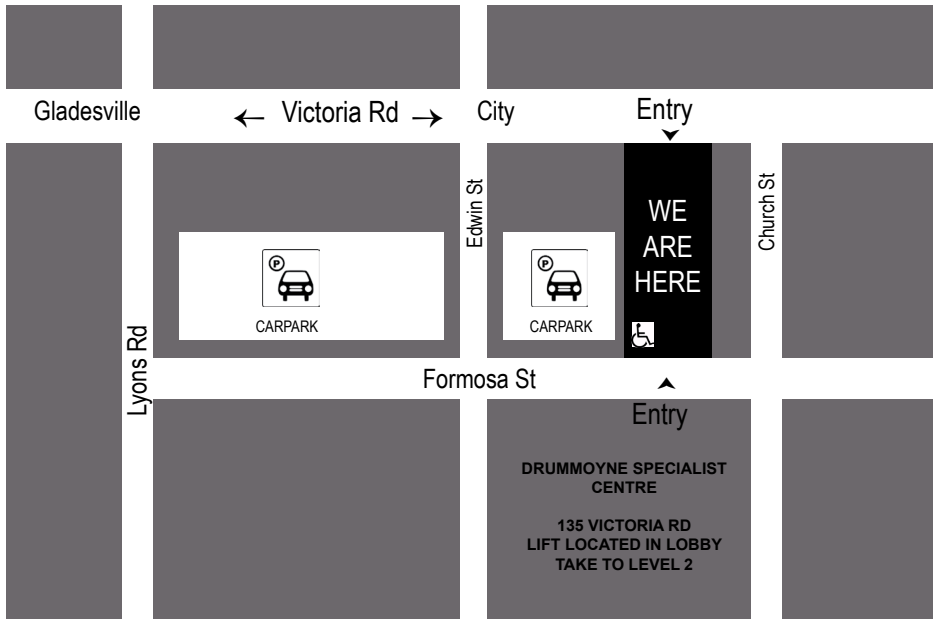 Gladesville
← Victoria Rd →
City
Entry
Edwin St
Church St
WE
ARE
HERE
P
CARPARK
P
CARPARK
Lyons Rd
Formosa St
Entry
DRUMMOYNE SPECIALIST
CENTRE
135 VICTORIA RD
LIFT LOCATED IN LOBBY
TAKE TO LEVEL 2